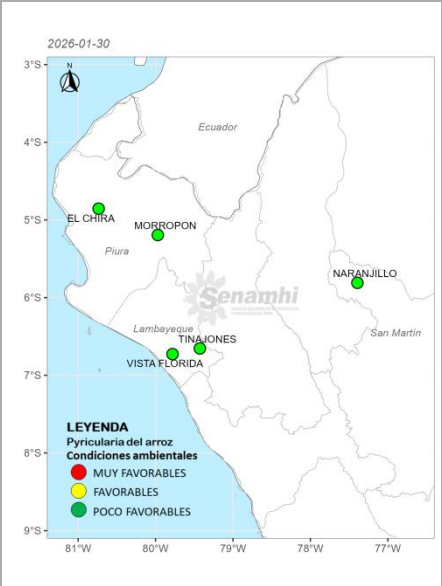 2026-01-30
3°S
N
4°S
Ecuador
5°S
EL CHIRA
MORROPON
Piura
NARANJILLO
6°S
Senamhi
Lambayeque
San Martin
TINAJONES
VISTA FLORIDA
7°S
LEYENDA
Pyricularia del arroz
Condiciones ambientales
8°S
MUY FAVORABLES
FAVORABLES
POCO FAVORABLES
9°S
81°W
80°W
79°W
78°W
77°W